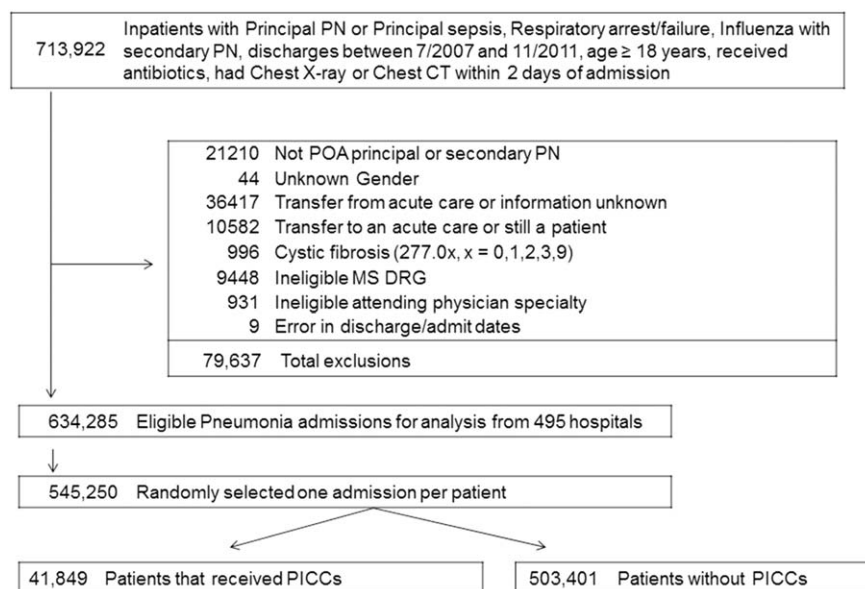 713,922 Inpatients with Principal PN or Principal sepsis, Respiratory arrest/failure, Influenza with
secondary PN, discharges between 7/2007 and 11/2011, age ≥ 18 years, received
antibiotics, had Chest X-ray or Chest CT within 2 days of admission
21210 Not POA principal or secondary PN
44 Unknown Gender
36417 Transfer from acute care or information unknown
10582 Transfer to an acute care or still a patient
996 Cystic fibrosis (277.0x, x = 0,1,2,3,9)
9448 Ineligible MS DRG
931 Ineligible attending physician specialty
9 Error in discharge/admit dates
79,637 Total exclusions
634,285 Eligible Pneumonia admissions for analysis from 495 hospitals
545,250 Randomly selected one admission per patient
41,849 Patients that received PICCs
503,401 Patients without PICCs